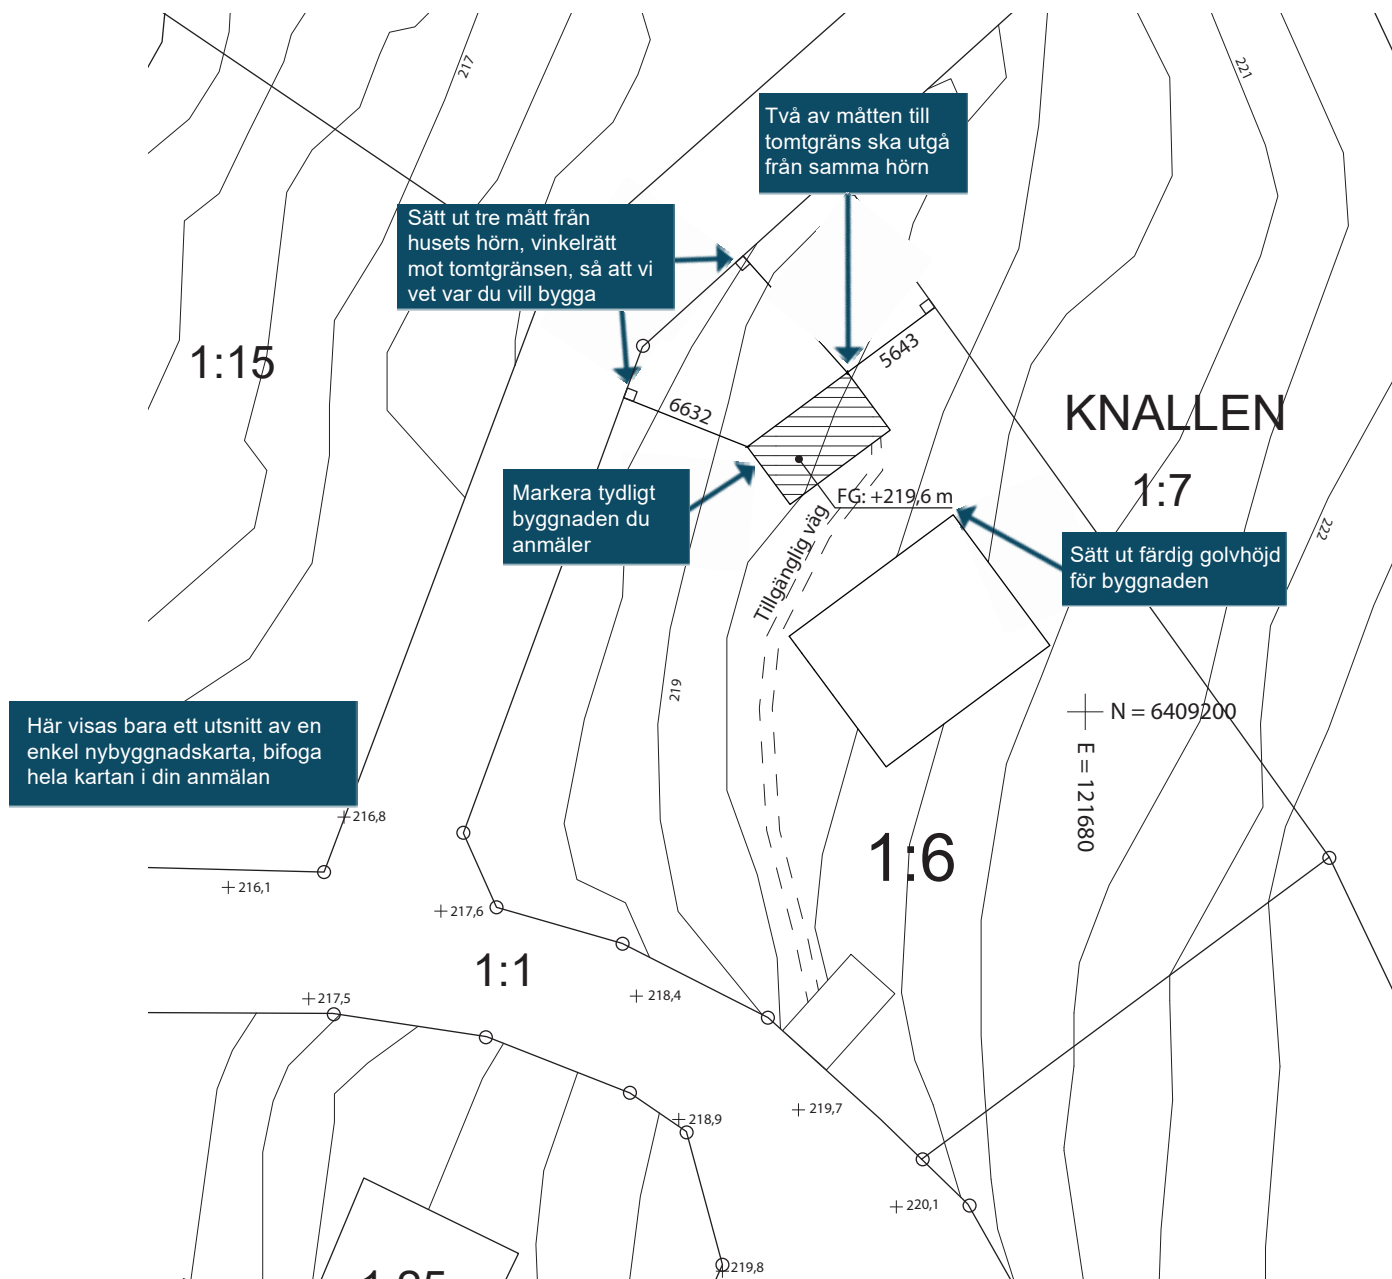 217
221
Två av måtten till
tomtgräns ska utgå
från samma hörn
Sätt ut tre mått från
husets hörn, vinkelrätt
mot tomtgränsen, så att vi
vet var du vill bygga
1:15
5643
6632
KNALLEN
1:7
Markera tydligt
byggnaden du
anmäler
FG: +219,6 m
222
Tillgänglig väg
Sätt ut färdig golvhöjd
för byggnaden
219
Här visas bara ett utsnitt av en
enkel nybyggnadskarta, bifoga
hela kartan i din anmälan
N = 6409200
E = 121680
216,8
1:6
216,1
217,6
1:1
218,4
217,5
219,7
218,9
220,1
219,8